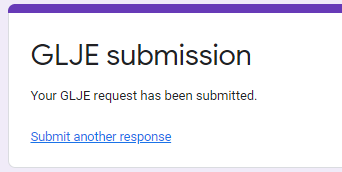 GLJE submission
Your GLJE request has been submitted.
Submit another response